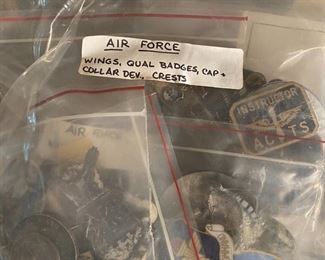 AIR FORCE
WINGS, QUAL BADGES, CAP +
COLLAR DEV., CRESTS
INSTRUCTOR
AIR FORCE